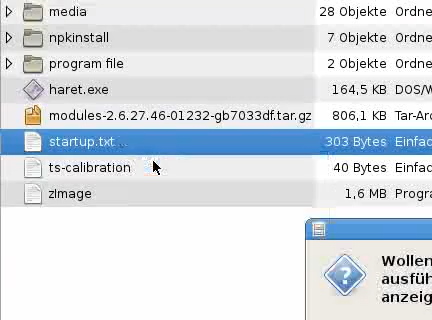 media 28 Objekte Ordne
npkinstall 7 Objekte Ordne
program file 2 Objekte Ordne
haret.exe 164,5 KB DOS/W
modules-2.6.27.46-01232-gb7033df.tar.gz 806,1 KB Tar-Arc
startup.txt 303 Bytes Einfac
ts-calibration 40 Bytes Einfac
zImage 1,6 MB Progra
Wollen
ausfüh
anzeig